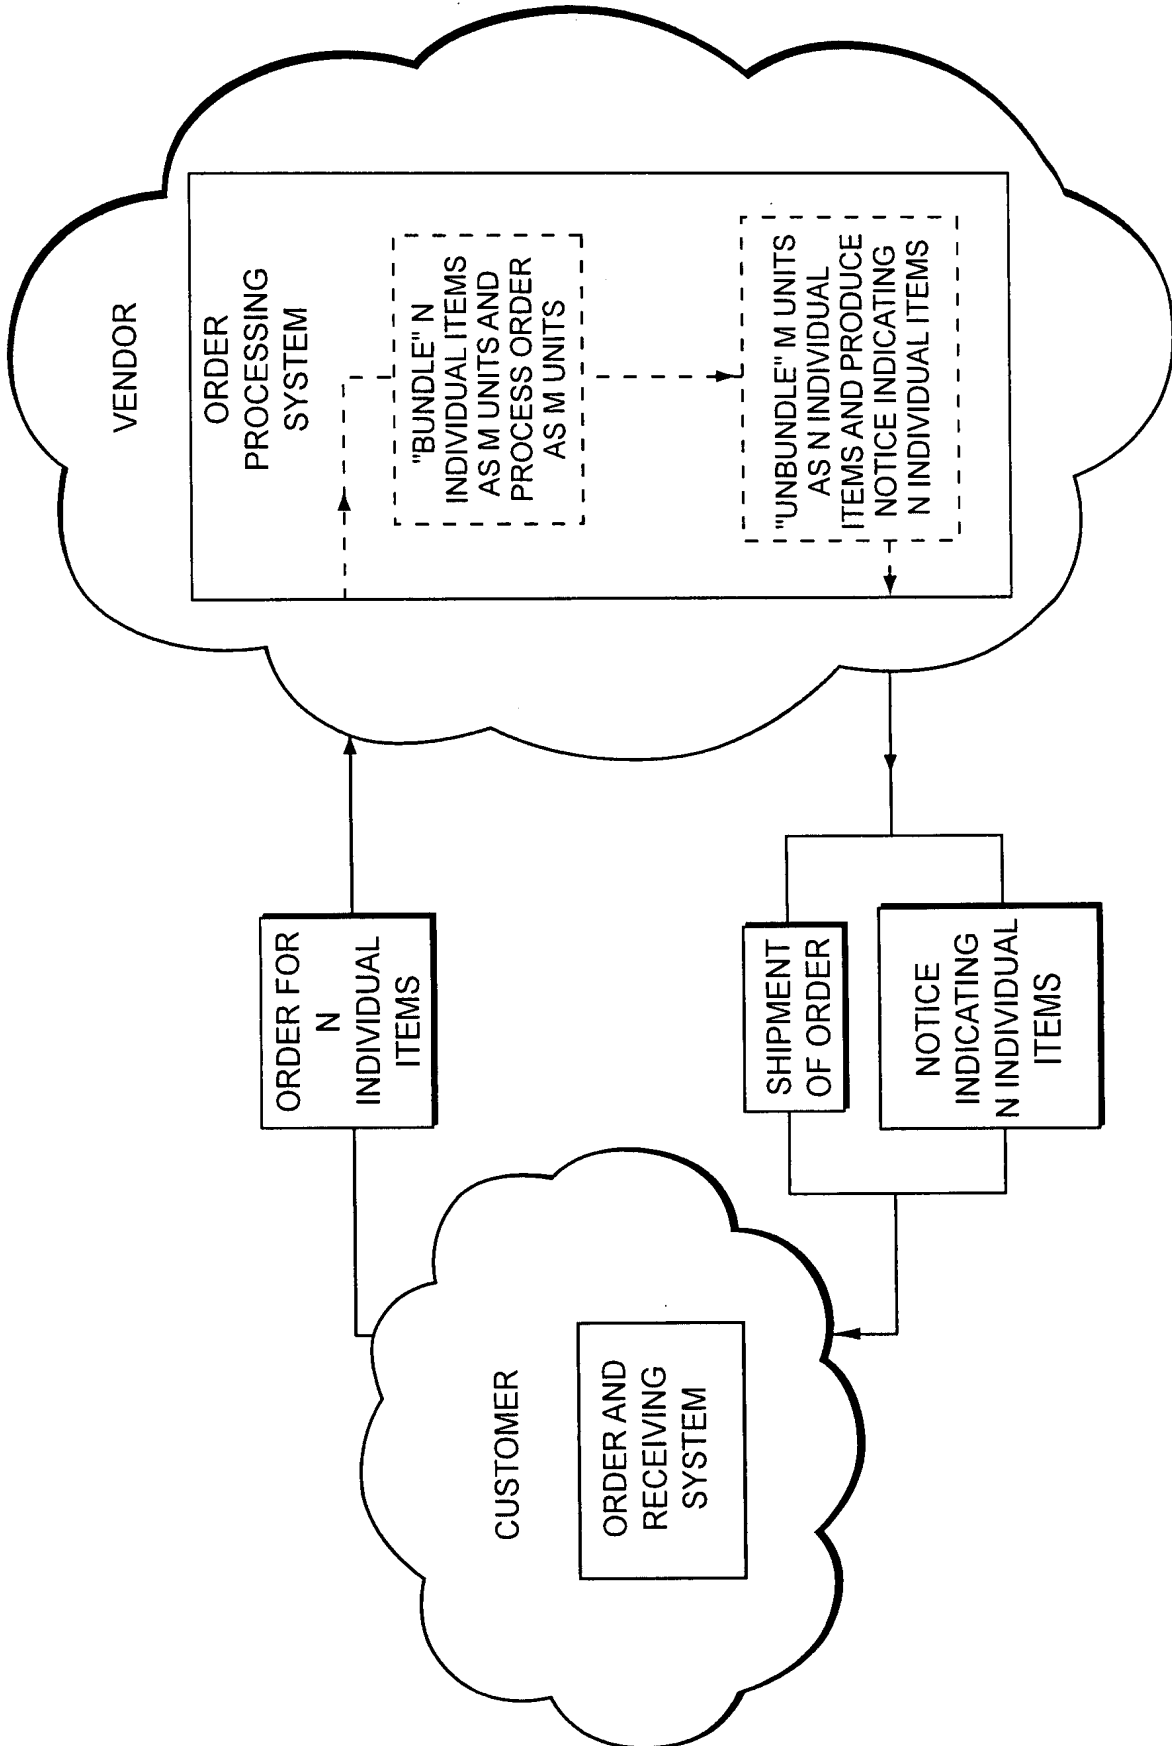 CUSTOMER
ORDER AND
RECEIVING
SYSTEM
ORDER FOR
N
INDIVIDUAL
ITEMS
SHIPMENT
OF ORDER
NOTICE
INDICATING
N INDIVIDUAL
ITEMS
VENDOR
ORDER
PROCESSING
SYSTEM
"BUNDLE" N
INDIVIDUAL ITEMS
AS M UNITS AND
PROCESS ORDER
AS M UNITS
"UNBUNDLE" M UNITS
AS N INDIVIDUAL
ITEMS AND PRODUCE
NOTICE INDICATING
N INDIVIDUAL ITEMS